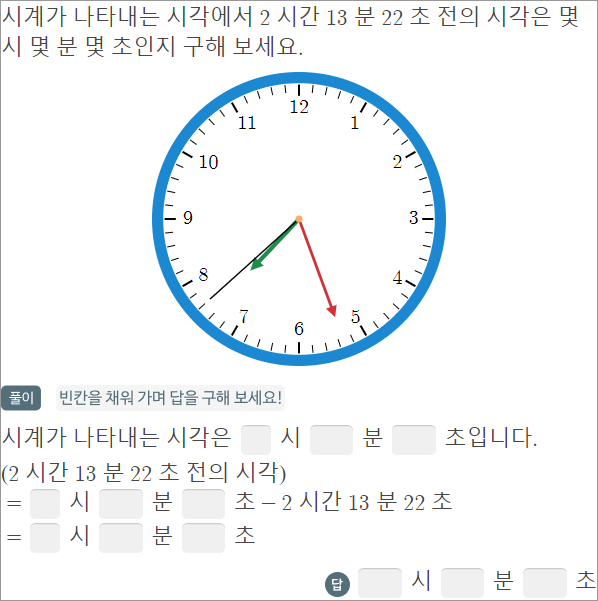 시계가 나타내는 시각에서 2 시간 13 분 22 초 전의 시각은 몇
시 몇 분 몇 초인지 구해 보세요.
12
11 1
10 2
9 3
8 4
7 5
6
풀이 빈칸을 채워 가며 답을 구해 보세요!
시계가 나타내는 시각은 시 분 초입니다.
(2 시간 13 분 22 초 전의 시각)
= 시 분 초 – 2 시간 13 분 22 초
= 시 분 초
답 시 분 초